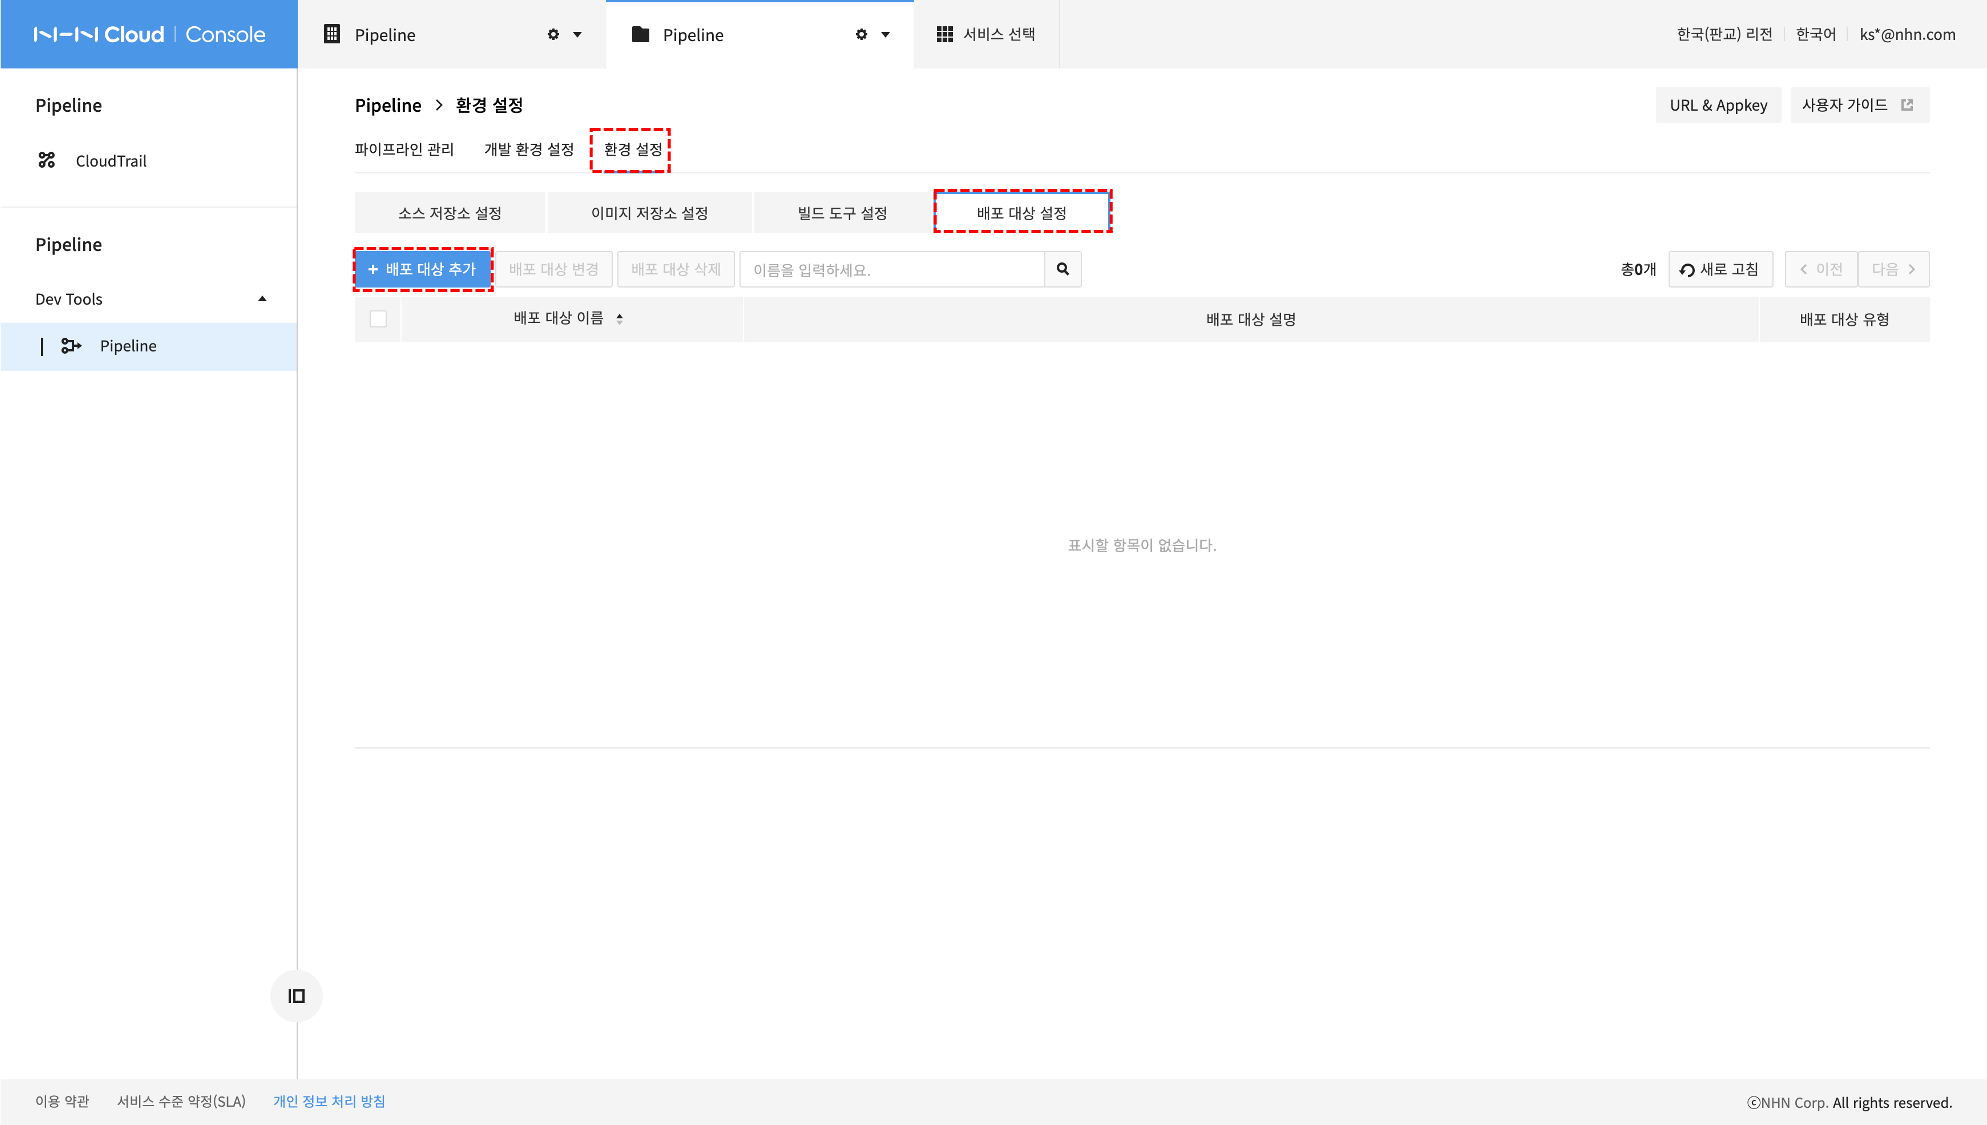 NHN Cloud | Console
Pipeline
Pipeline
서비스 선택
한국(판교) 리전
한국어
ks*@nhn.com
Pipeline
CloudTrail
Pipeline
Dev Tools
Pipeline
Pipeline > 환경 설정
URL & Appkey
사용자 가이드
파이프라인 관리
개발 환경 설정
환경 설정
소스 저장소 설정
이미지 저장소 설정
빌드 도구 설정
배포 대상 설정
+ 배포 대상 추가
배포 대상 변경
배포 대상 삭제
이름을 입력하세요.
총0개
새로 고침
< 이전
다음 >
배포 대상 이름
배포 대상 설명
배포 대상 유형
표시할 항목이 없습니다.
이용 약관
서비스 수준 약정(SLA)
개인 정보 처리 방침
ⓒNHN Corp. All rights reserved.